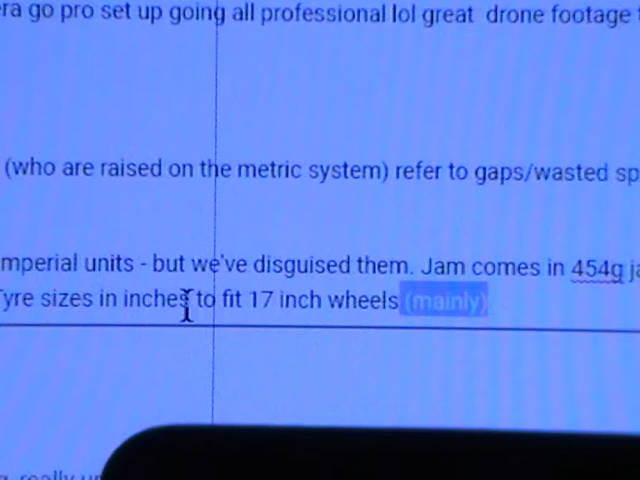 ra go pro set up going all professional lol great drone footage
(who are raised on the metric system) refer to gaps/wasted sp
mperial units - but we've disguised them. Jam comes in 454g ja
Tyre sizes in inches to fit 17 inch wheels (mainly)
really